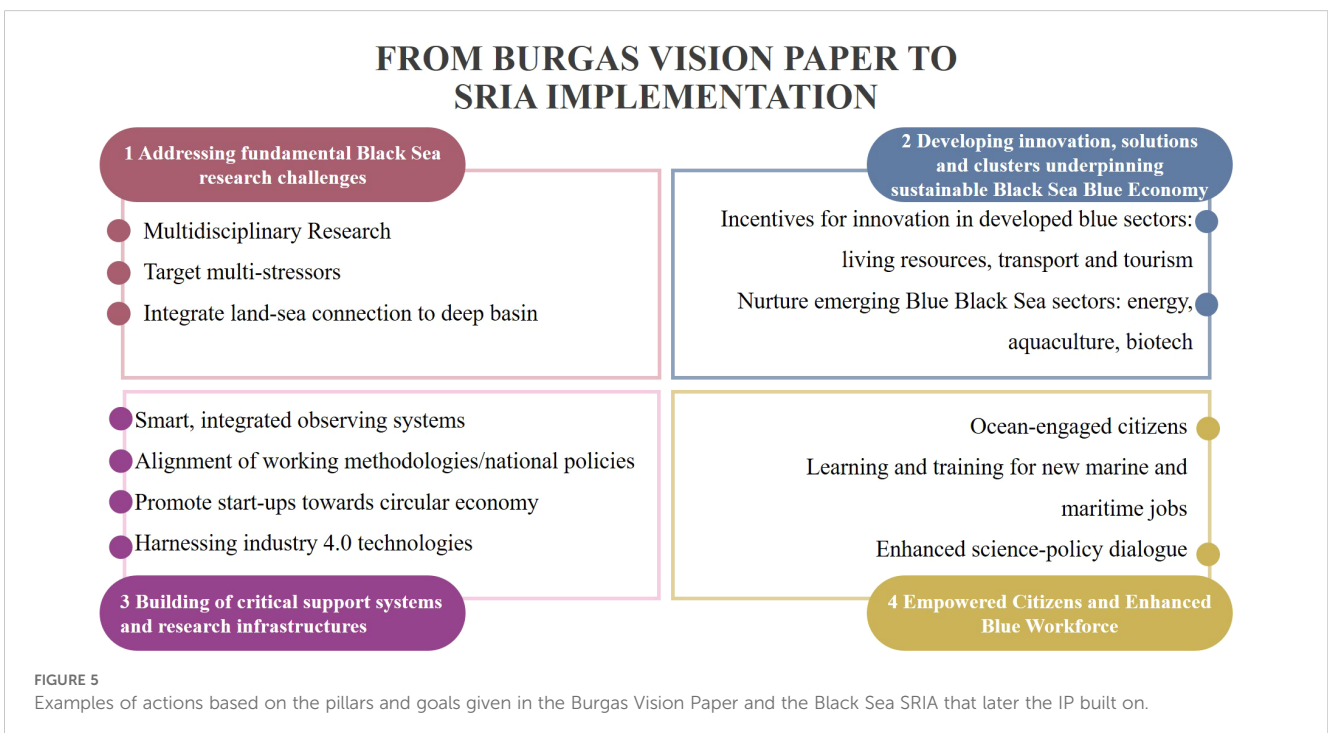 FROM BURGAS VISION PAPER TO
SRIA IMPLEMENTATION
1 Addressing fundamental Black Sea
research challenges
Multidisciplinary Research
Target multi-stressors
Integrate land-sea connection to deep basin
2 Developing innovation, solutions
and clusters underpinning
sustainable Black Sea Blue Economy
Incentives for innovation in developed blue sectors:
living resources, transport and tourism
Nurture emerging Blue Black Sea sectors: energy,
aquaculture, biotech
Smart, integrated observing systems
Alignment of working methodologies/national policies
Promote start-ups towards circular economy
Harnessing industry 4.0 technologies
3 Building of critical support systems
and research infrastructures
Ocean-engaged citizens
Learning and training for new marine and
maritime jobs
Enhanced science-policy dialogue
4 Empowered Citizens and Enhanced
Blue Workforce
FIGURE 5
Examples of actions based on the pillars and goals given in the Burgas Vision Paper and the Black Sea SRIA that later the IP built on.